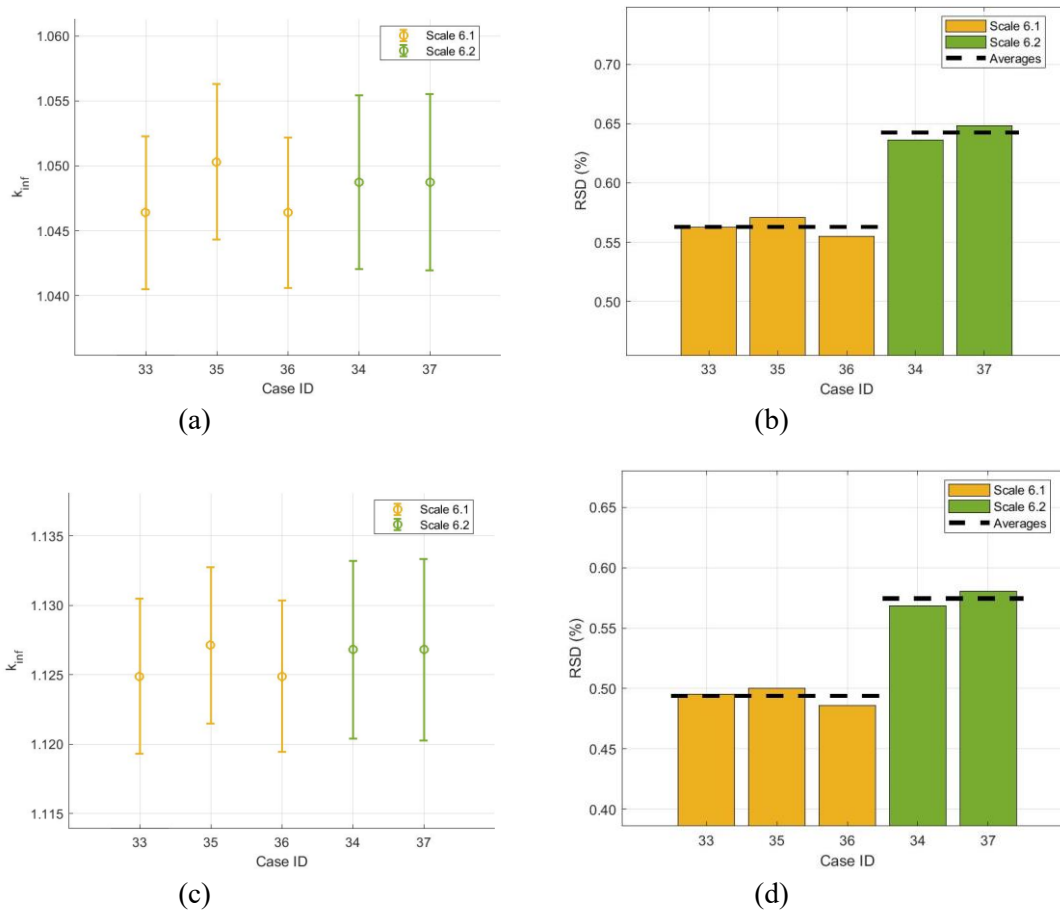 1.060
1.055
1.050
1.045
1.040
k_inf
33 35 36 34 37
Case ID
Scale 6.1
Scale 6.2
(a)
0.70
0.65
0.60
0.55
0.50
RSD (%)
33 35 36 34 37
Case ID
Scale 6.1
Scale 6.2
Averages
(b)
1.135
1.130
1.125
1.120
1.115
k_inf
33 35 36 34 37
Case ID
Scale 6.1
Scale 6.2
(c)
0.65
0.60
0.55
0.50
0.45
0.40
RSD (%)
33 35 36 34 37
Case ID
Scale 6.1
Scale 6.2
Averages
(d)